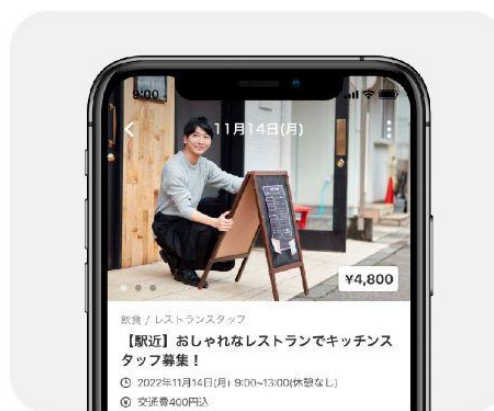 9:00
11月14日(月)
¥4,800
飲食 / レストランスタッフ
【駅近】おしゃれなレストランでキッチンス
タッフ募集！
2022年11月14日(月) 9:00~13:00(休憩なし)
交通費400円込